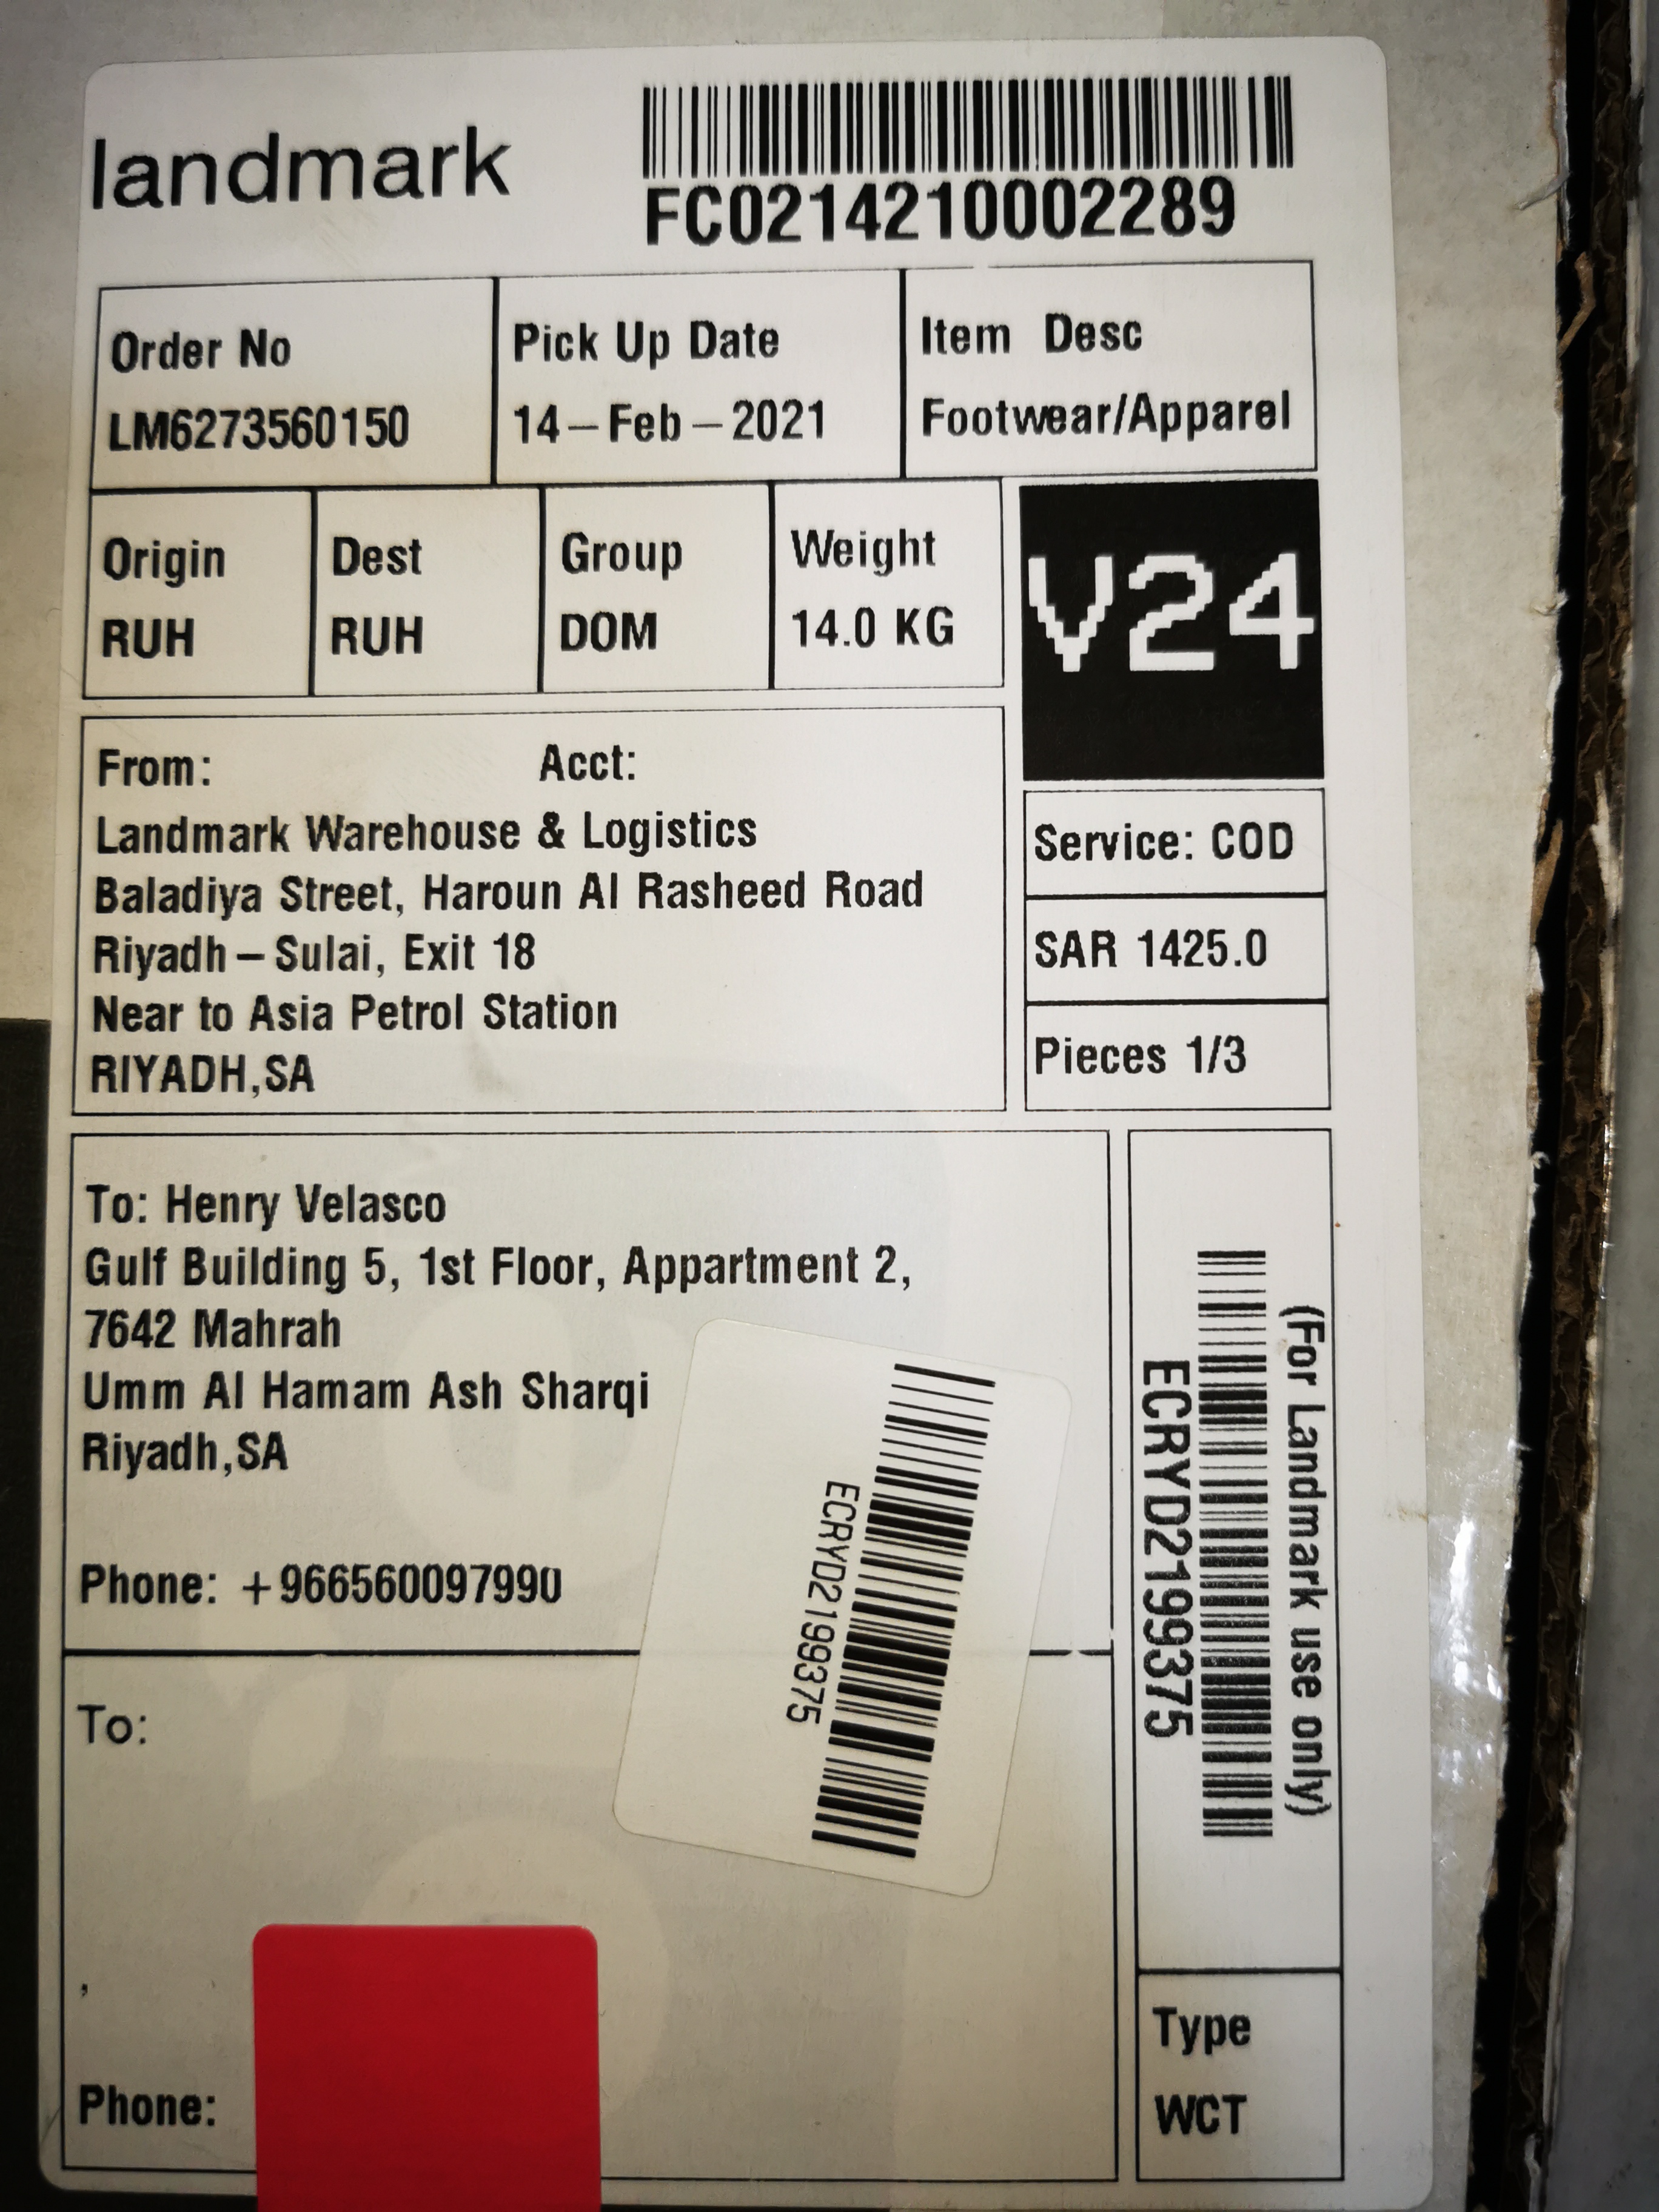 landmark
FC0214210002289
Order No
LM6273560150
Pick Up Date
14-Feb-2021
Item Desc
Footwear/Apparel
Origin
RUH
Dest
RUH
Group
DOM
Weight
14.0 KG
V24
From: Acct:
Landmark Warehouse & Logistics
Baladiya Street, Haroun Al Rasheed Road
Riyadh-Sulai, Exit 18
Near to Asia Petrol Station
RIYADH,SA
Service: COD
SAR 1425.0
Pieces 1/3
To: Henry Velasco
Gulf Building 5, 1st Floor, Appartment 2,
7642 Mahrah
Umm Al Hamam Ash Sharqi
Riyadh,SA
Phone: +966560097990
ECRYD2199375
(For Landmark use only)
ECRYD2199375
To:
,
Phone:
Type
WCT